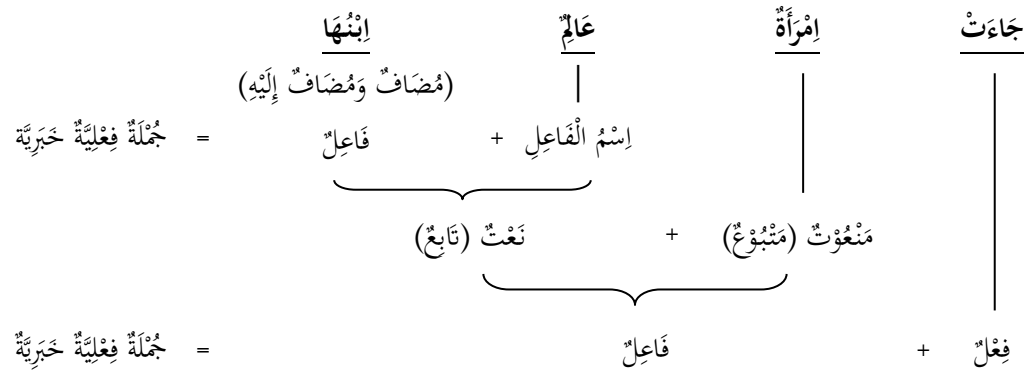 جَاءَتْ اِمْرَأَةٌ عَالِمٌ اِبْنُهَا
(مُضَافٌ وَمُضَافٌ إِلَيْهِ)
اِسْمُ الْفَاعِلِ + فَاعِلٌ = جُمْلَةٌ فِعْلِيَّةٌ خَبَرِيَّة
مَنْعُوْتٌ (مَتْبُوْعٌ) + نَعْتٌ (تَابِعٌ)
فِعْلٌ + فَاعِلٌ = جُمْلَةٌ فِعْلِيَّةٌ خَبَرِيَّةٌ